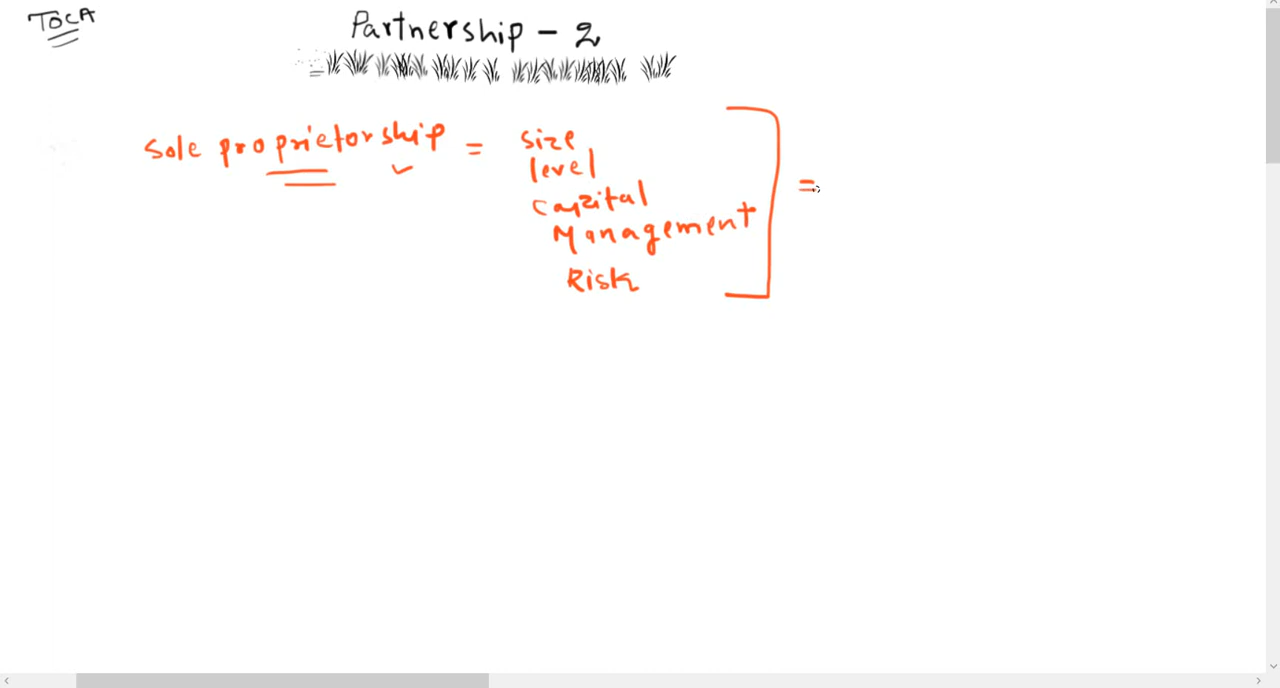 TOCA
Partnership - 2
Sole proprietorship = size
level
Capital
Management
Risk
=